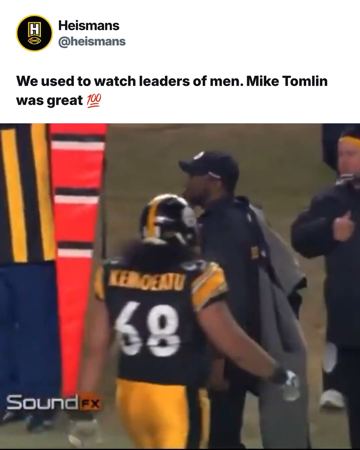 Heismans
@heismans
We used to watch leaders of men. Mike Tomlin
was great 💯
KEMOEATU
68
SoundFX